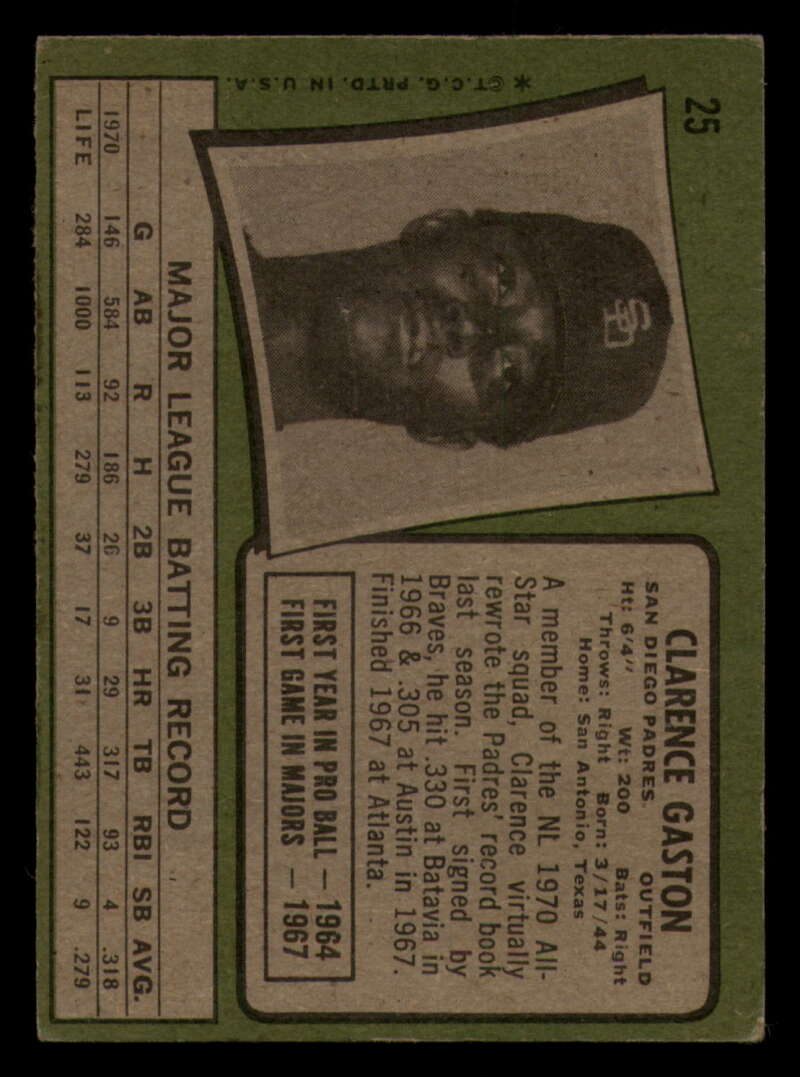 25
✱©T.C.G. PRTD. IN U.S.A.
SD
CLARENCE GASTON
SAN DIEGO PADRES OUTFIELD
Ht: 6'4" Wt: 200 Bats: Right
Throws: Right Born: 3/17/44
Home: San Antonio, Texas
A member of the NL 1970 All-
Star squad, Clarence virtually
rewrote the Padres' record book
last season. First signed by
Braves, he hit .330 at Batavia in
1966 & .305 at Austin in 1967.
Finished 1967 at Atlanta.
FIRST YEAR IN PRO BALL — 1964
FIRST GAME IN MAJORS — 1967
MAJOR LEAGUE BATTING RECORD
G AB R H 2B 3B HR TB RBI SB AVG.
1970 146 584 92 186 26 9 29 317 93 4 .318
LIFE 284 1000 113 279 37 17 31 443 122 9 .279